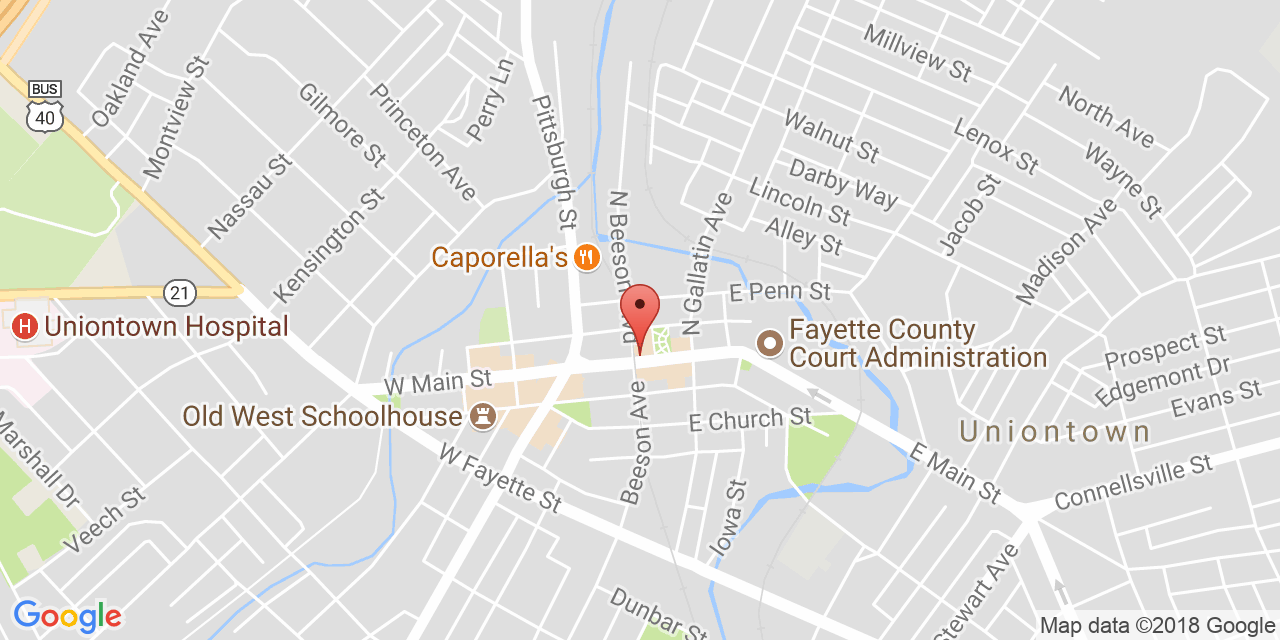 Oakland Ave
Montview St
BUS
40
Gilmore St
Princeton Ave
Perry Ln
Pittsburgh St
Millview St
North Ave
Walnut St
Lenox St
Wayne St
Darby Way
Lincoln St
Alley St
Jacob St
Madison Ave
Nassau St
Kensington St
N Beeson
N Gallatin Ave
Caporella's
E Penn St
21
H
Uniontown Hospital
Fayette County
Court Administration
Prospect St
Edgemont Dr
Evans St
W Main St
Old West Schoolhouse
E Church St
Beeson Ave
Uniontown
Marshall Dr
Veech St
W Fayette St
Iowa St
E Main St
Connellsville St
Stewart Ave
Dunbar St
Google
Map data ©2018 Google